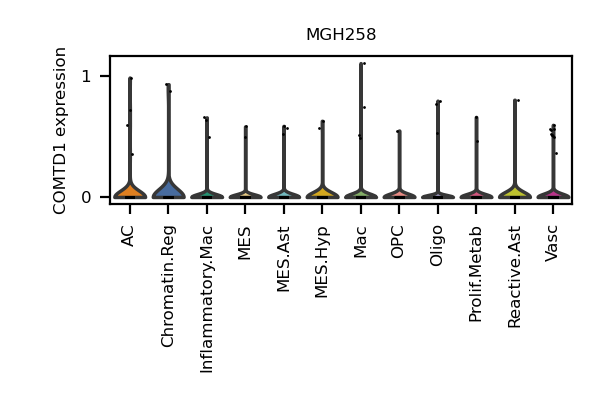 MGH258
COMTD1 expression
1
0
AC
Chromatin.Reg
Inflammatory.Mac
MES
MES.Ast
MES.Hyp
Mac
OPC
Oligo
Prolif.Metab
Reactive.Ast
Vasc